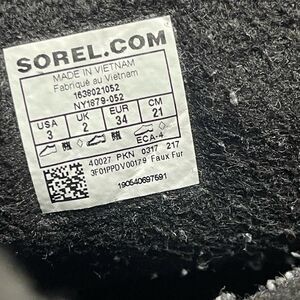 SOREL.COM
MADE IN VIETNAM
Fabriqué au Vietnam
1638021052
NY1879-052
USA UK EUR CM
3 2 34 21
ECA-4
40027 PKN 0317 217
3F01PPDV00179 Faux Fur
190540697591